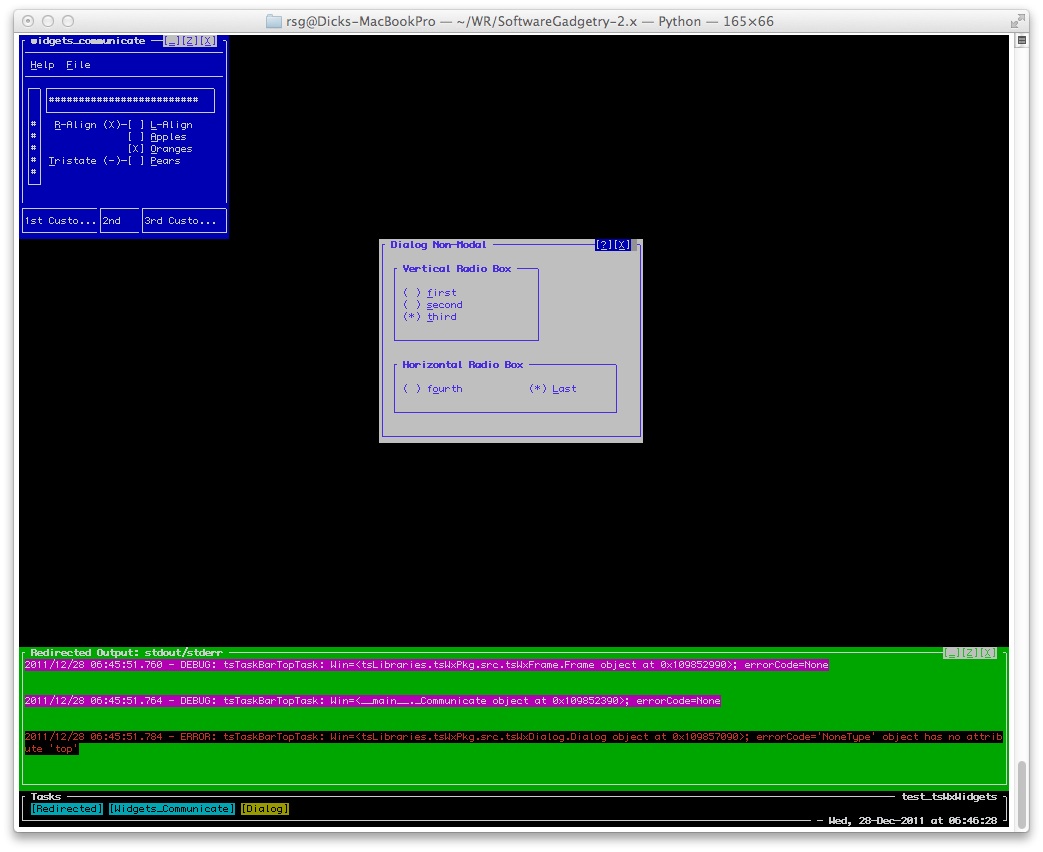 rsg@Dicks-MacBookPro — ~/WR/SoftwareGadgetry-2.x — Python — 165×66
widgets_communicate [_][Z][X]
Help File
#########################
# R-Align (X)-[ ] L-Align
# [ ] Apples
# [X] Oranges
# Tristate (-)-[ ] Pears
#
1st Custo... 2nd 3rd Custo...
Dialog Non-Modal [?][X]
Vertical Radio Box
( ) first
( ) second
(*) third
Horizontal Radio Box
( ) fourth (*) Last
Redirected Output: stdout/stderr [_][Z][X]
2011/12/28 06:45:51.760 - DEBUG: tsTaskBarTopTask: Win=<tsLibraries.tsWxPkg.src.tsWxFrame.Frame object at 0x109852990>; errorCode=None
2011/12/28 06:45:51.764 - DEBUG: tsTaskBarTopTask: Win=<__main__._Communicate object at 0x109852390>; errorCode=None
2011/12/28 06:45:51.784 - ERROR: tsTaskBarTopTask: Win=<tsLibraries.tsWxPkg.src.tsWxDialog.Dialog object at 0x109857090>; errorCode='NoneType' object has no attrib
ute 'top'
Tasks test_tsWxWidgets
[Redirected] [Widgets_Communicate] [Dialog]
- Wed, 28-Dec-2011 at 06:46:28